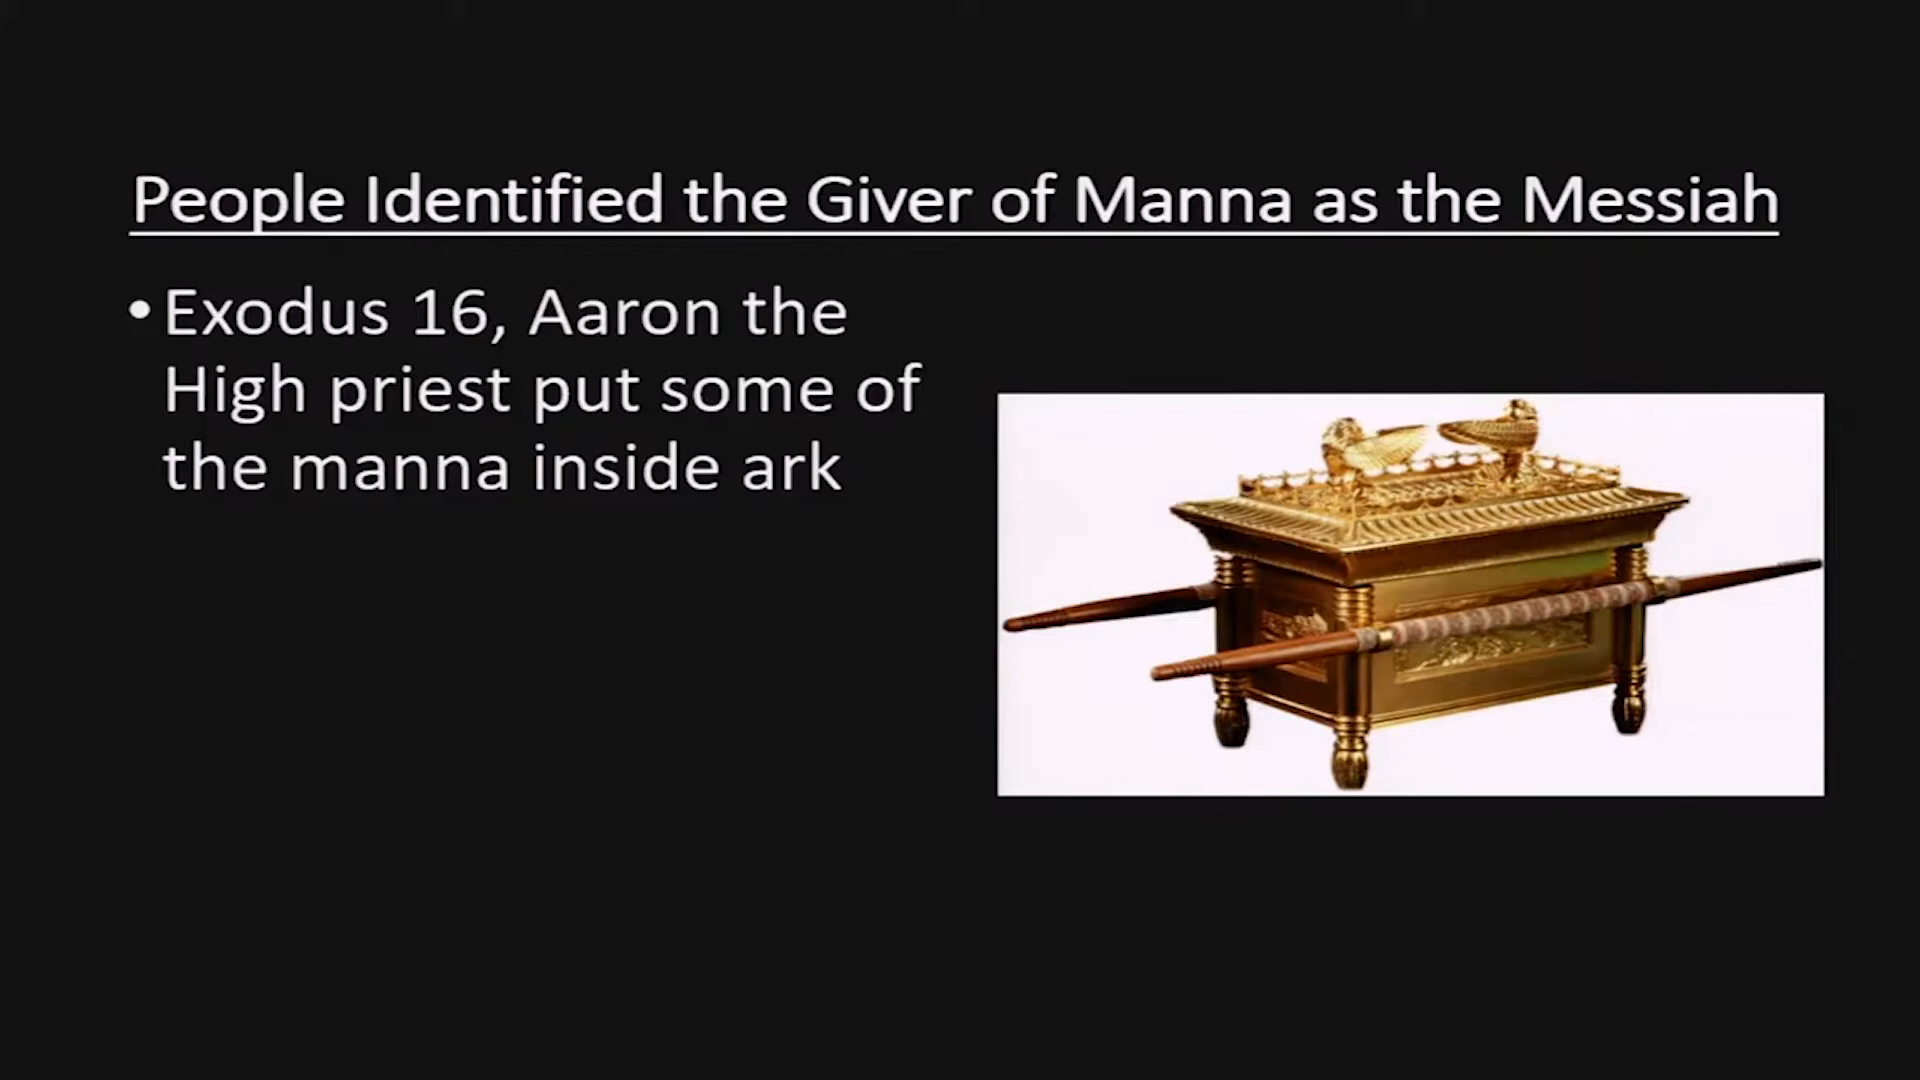 People Identified the Giver of Manna as the Messiah
• Exodus 16, Aaron the
High priest put some of
the manna inside ark